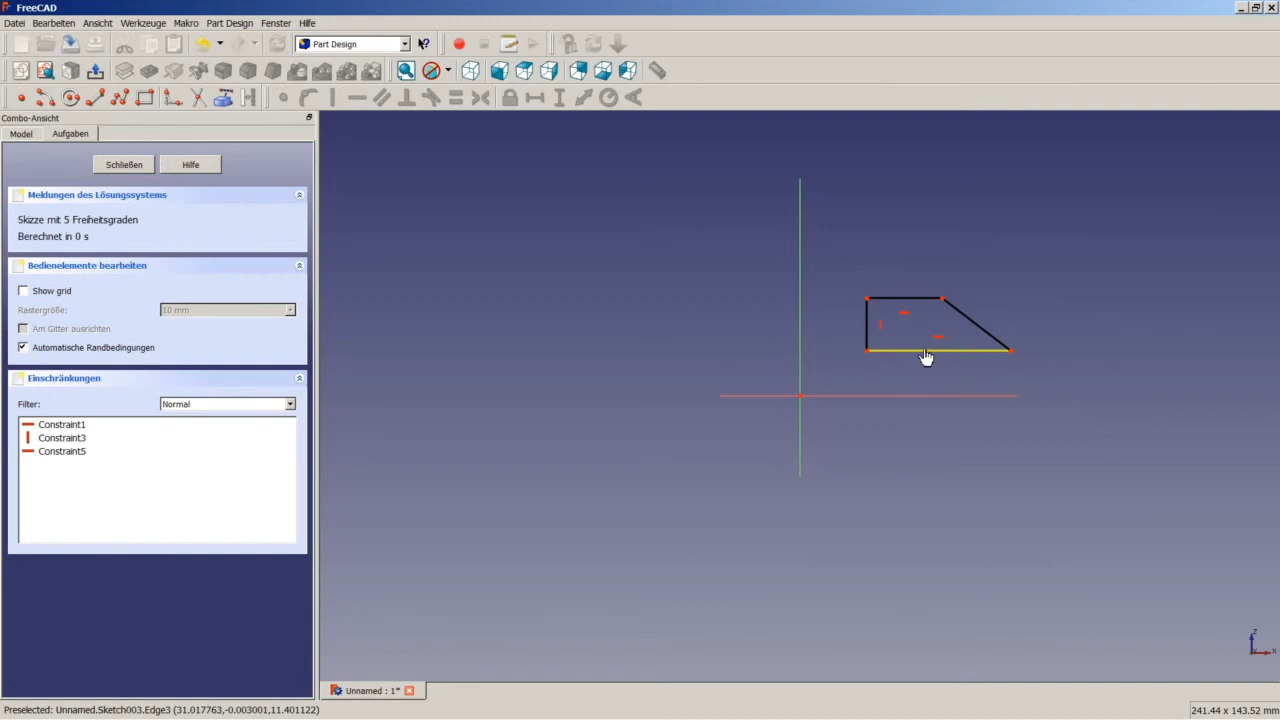 FreeCAD
Datei Bearbeiten Ansicht Werkzeuge Makro Part Design Fenster Hilfe
Part Design
Combo-Ansicht
Model Aufgaben
Schließen Hilfe
Meldungen des Lösungssystems
Skizze mit 5 Freiheitsgraden
Berechnet in 0 s
Bedienelemente bearbeiten
Show grid
Rastergröße: 10 mm
Am Gitter ausrichten
Automatische Randbedingungen
Einschränkungen
Filter: Normal
Constraint1
Constraint3
Constraint5
Unnamed : 1*
Preselected: Unnamed.Sketch003.Edge3 (31.017763,-0.003001,11.401122)
241.44 x 143.52 mm